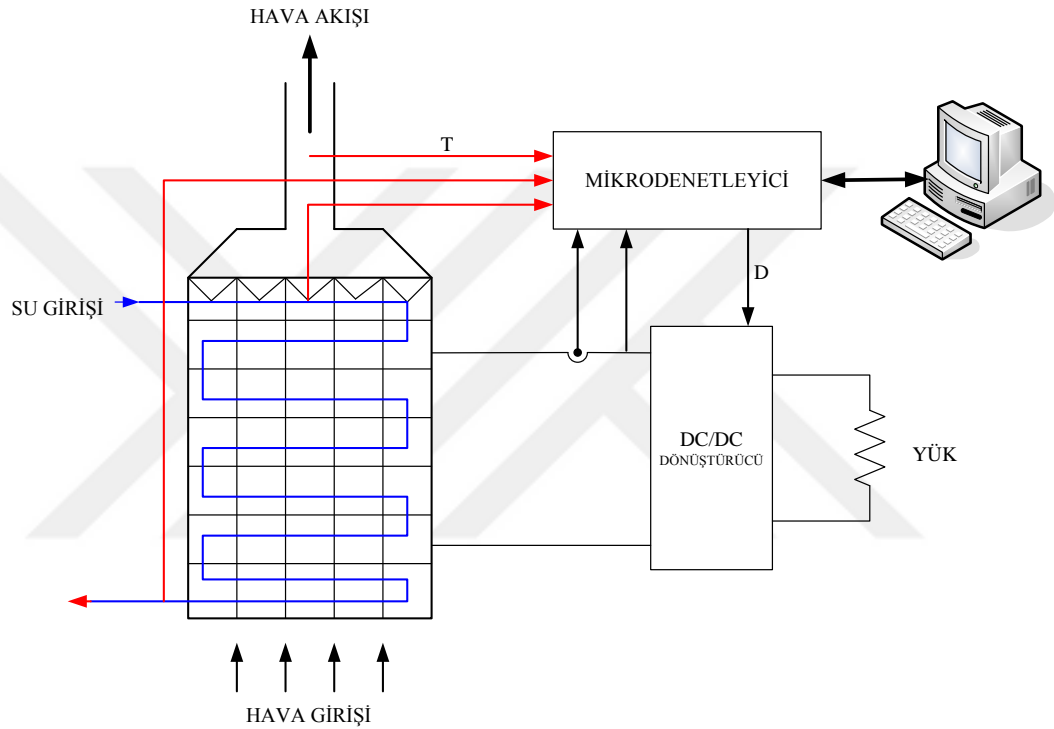 HAVA AKIŞI
T
MİKRODENETLEYİCİ
D
SU GİRİŞİ
DC/DC
DÖNÜŞTÜRÜCÜ
YÜK
HAVA GİRİŞİ